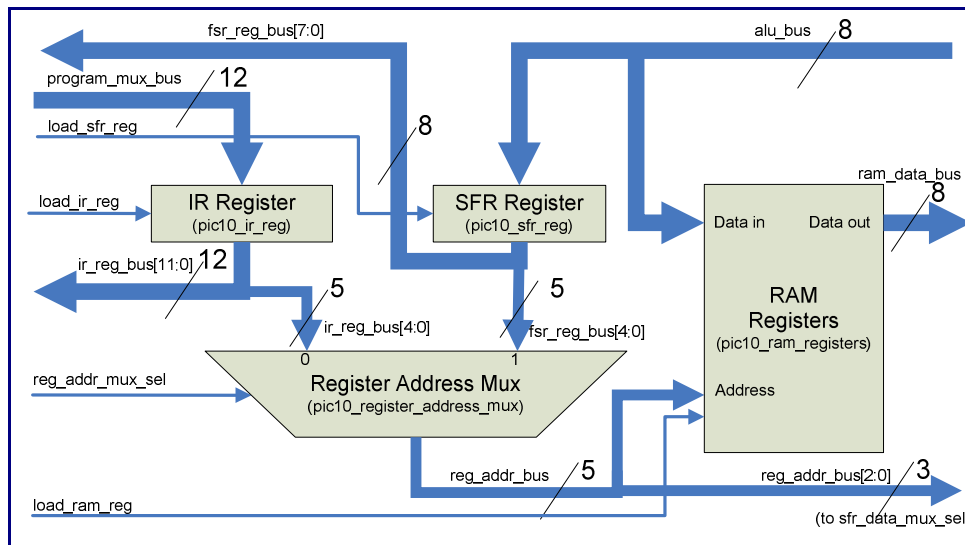 fsr_reg_bus[7:0]
alu_bus
8
program_mux_bus
12
load_sfr_reg
8
ram_data_bus
8
load_ir_reg
IR Register
(pic10_ir_reg)
SFR Register
(pic10_sfr_reg)
Data in
Data out
ir_reg_bus[11:0]
12
5
5
ir_reg_bus[4:0]
fsr_reg_bus[4:0]
RAM
Registers
(pic10_ram_registers)
0
1
reg_addr_mux_sel
Register Address Mux
(pic10_register_address_mux)
Address
reg_addr_bus
5
reg_addr_bus[2:0]
3
load_ram_reg
(to sfr_data_mux_sel